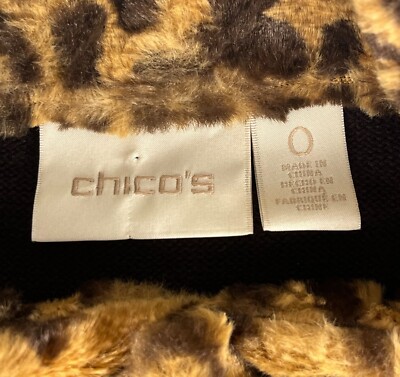 chico's
0
MADE IN
CHINA
HECHO EN
CHINA
FABRIQUÉ EN
CHINE